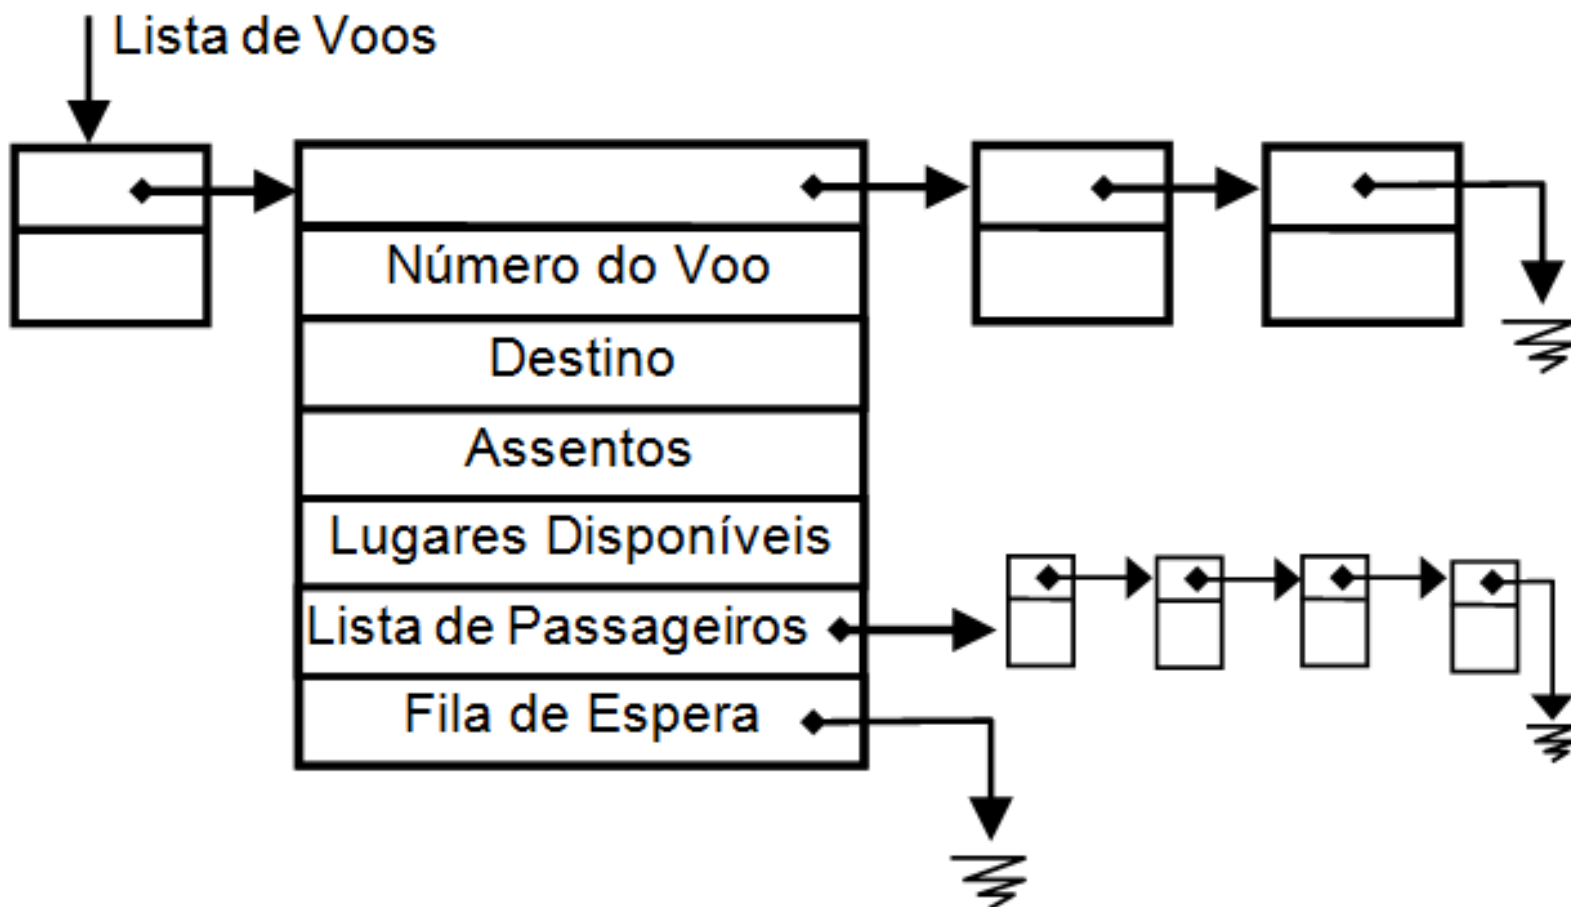 Lista de Voos
Número do Voo
Destino
Assentos
Lugares Disponíveis
Lista de Passageiros
Fila de Espera